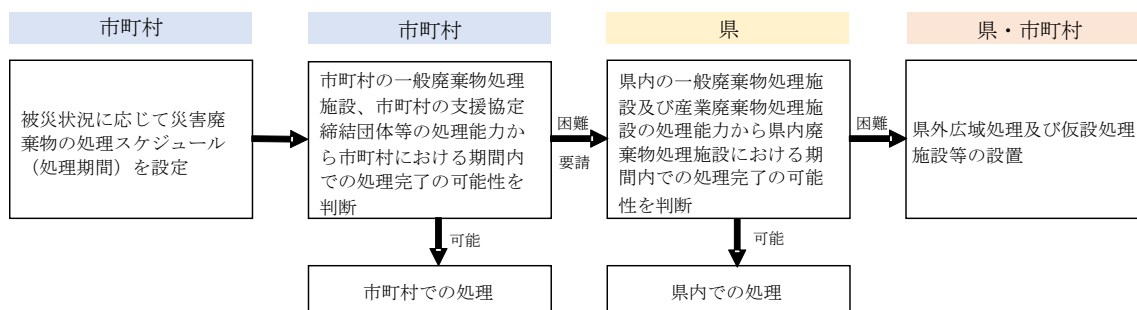 市町村
市町村
県
県・市町村
被災状況に応じて災害廃
棄物の処理スケジュール
（処理期間）を設定
市町村の一般廃棄物処理
施設、市町村の支援協定
締結団体等の処理能力か
ら市町村における期間内
での処理完了の可能性を
判断
困難
要請
県内の一般廃棄物処理施
設及び産業廃棄物処理施
設の処理能力から県内廃
棄物処理施設における期
間内での処理完了の可能
性を判断
困難
県外広域処理及び仮設処理
施設等の設置
可能
可能
市町村での処理
県内での処理